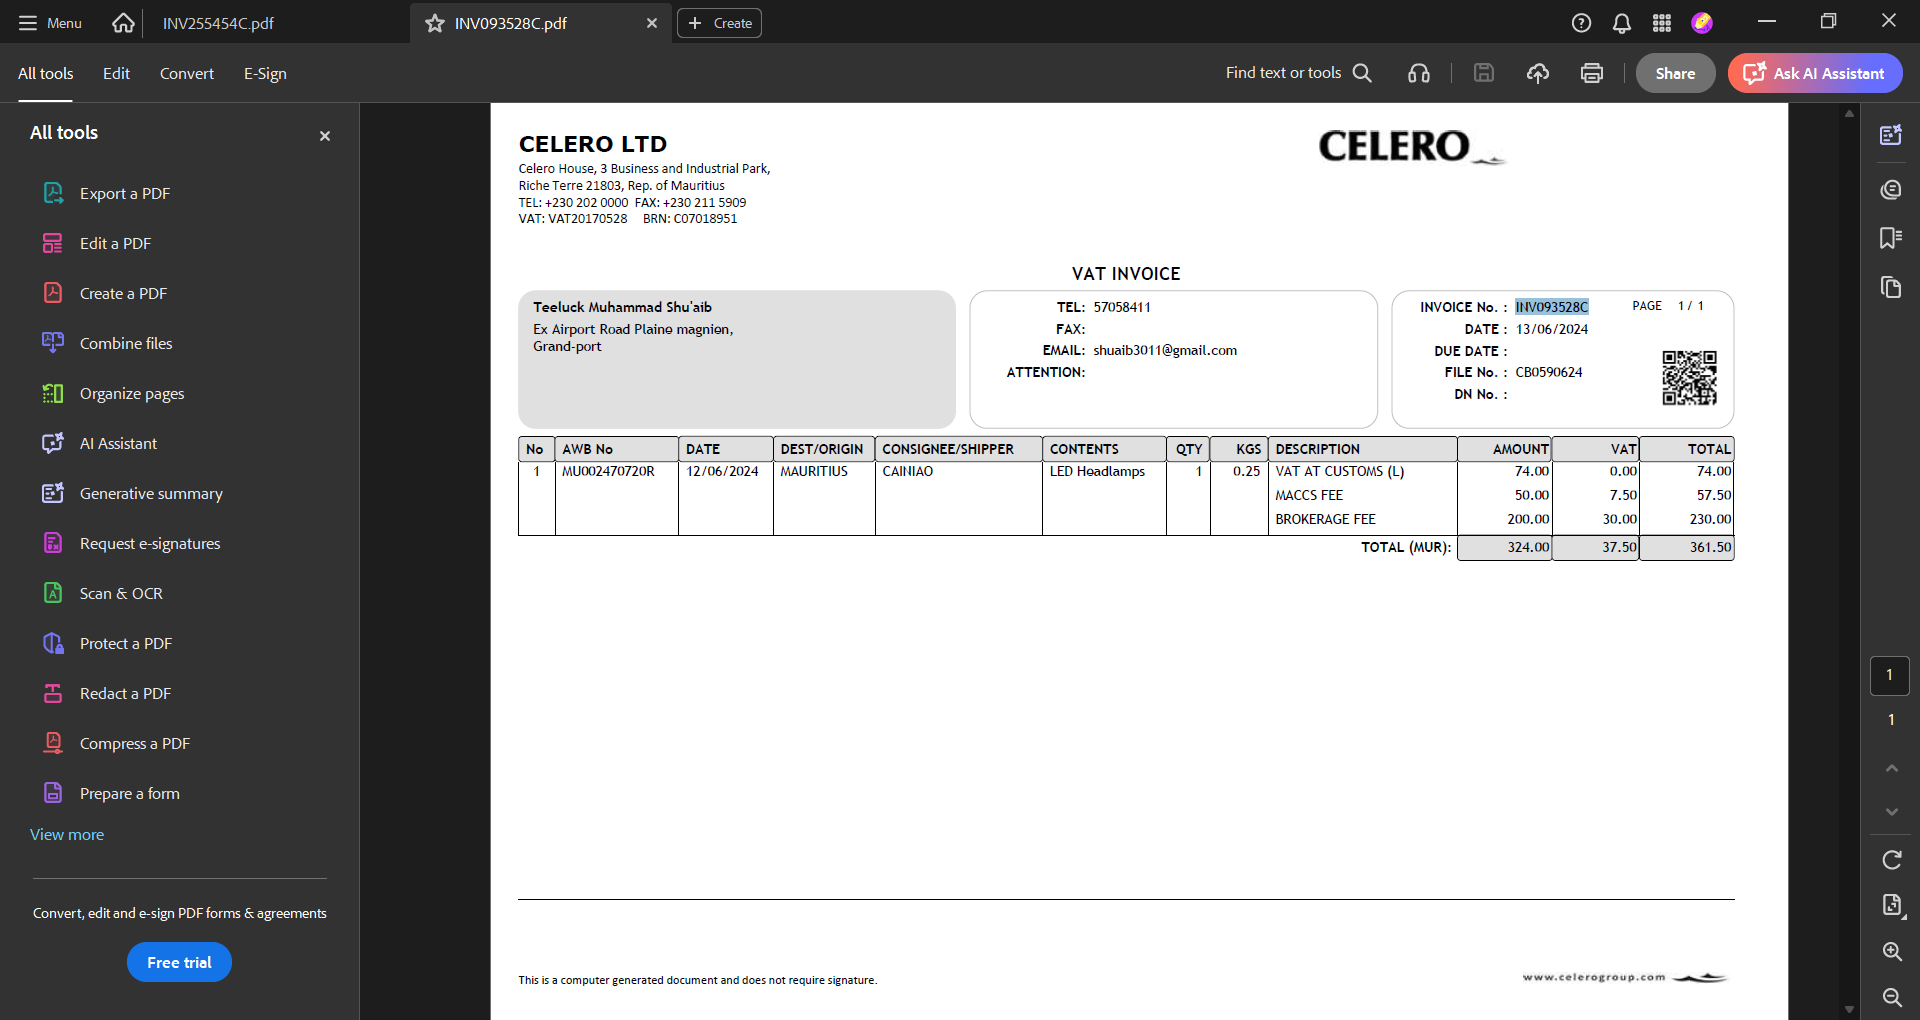 Menu
INV255454C.pdf
INV093528C.pdf
Create
All tools
Edit
Convert
E-Sign
Find text or tools
Share
Ask AI Assistant
All tools
Export a PDF
Edit a PDF
Create a PDF
Combine files
Organize pages
AI Assistant
Generative summary
Request e-signatures
Scan & OCR
Protect a PDF
Redact a PDF
Compress a PDF
Prepare a form
View more
Convert, edit and e-sign PDF forms & agreements
Free trial
CELERO LTD
Celero House, 3 Business and Industrial Park,
Riche Terre 21803, Rep. of Mauritius
TEL: +230 202 0000 FAX: +230 211 5909
VAT: VAT20170528 BRN: C07018951
CELERO
VAT INVOICE
Teeluck Muhammad Shu'aib
Ex Airport Road Plaine magnien,
Grand-port
TEL: 57058411
FAX:
EMAIL: shuaib3011@gmail.com
ATTENTION:
INVOICE No. : INV093528C PAGE 1 / 1
DATE : 13/06/2024
DUE DATE :
FILE No. : CB0590624
DN No. :
No AWB No DATE DEST/ORIGIN CONSIGNEE/SHIPPER CONTENTS QTY KGS DESCRIPTION AMOUNT VAT TOTAL
1 MU002470720R 12/06/2024 MAURITIUS CAINIAO LED Headlamps 1 0.25 VAT AT CUSTOMS (L) 74.00 0.00 74.00
MACCS FEE 50.00 7.50 57.50
BROKERAGE FEE 200.00 30.00 230.00
TOTAL (MUR): 324.00 37.50 361.50
This is a computer generated document and does not require signature.
www.celerogroup.com
1
1